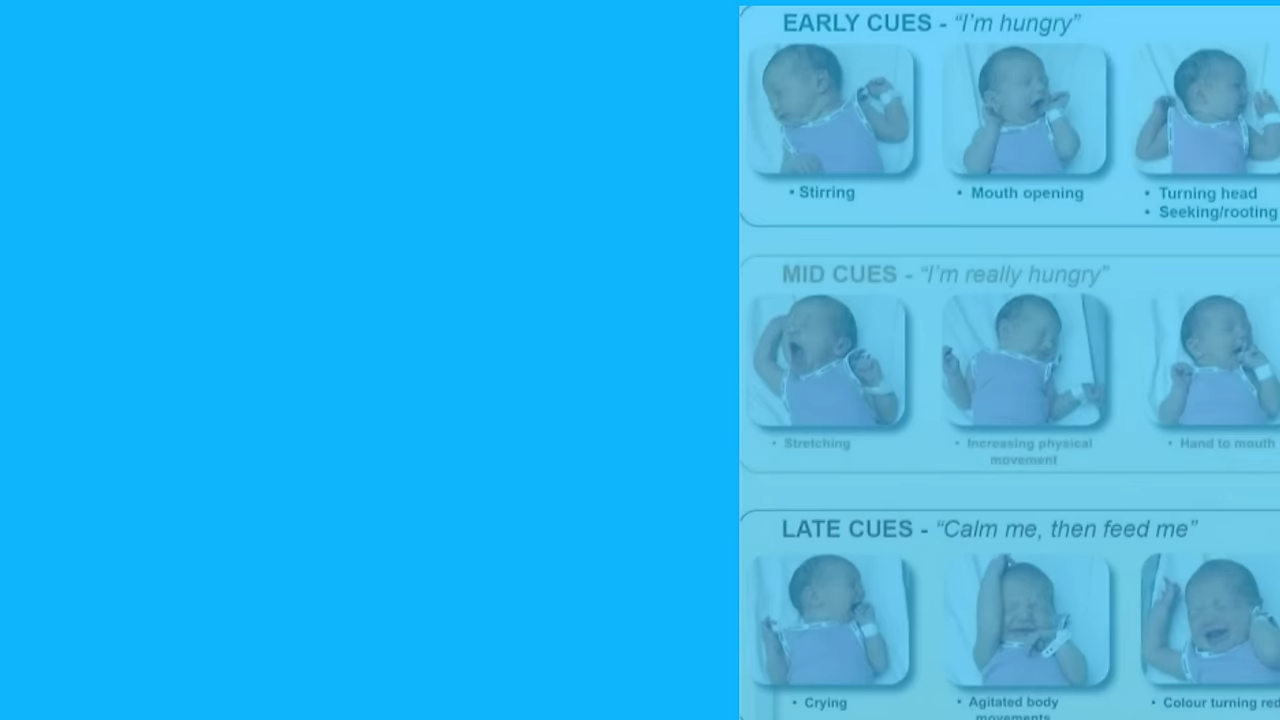 EARLY CUES - “I’m hungry”
• Stirring
• Mouth opening
• Turning head
• Seeking/rooting
MID CUES - “I’m really hungry”
• Stretching
• Increasing physical
movement
• Hand to mouth
LATE CUES - “Calm me, then feed me”
• Crying
• Agitated body
movements
• Colour turning red